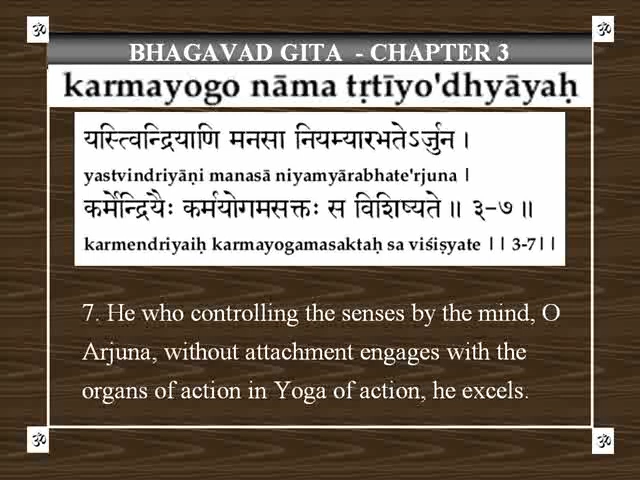 ॐ ॐ
BHAGAVAD GITA - CHAPTER 3
karmayogo nāma tṛtīyo'dhyāyaḥ
यस्त्विन्द्रियाणि मनसा नियम्यारभतेऽर्जुन ।
yastvindriyāṇi manasā niyamyārabhate'rjuna |
कर्मेन्द्रियैः कर्मयोगमसक्तः स विशिष्यते ॥ ३-७ ॥
karmendriyaiḥ karmayogamasaktaḥ sa viśiṣyate || 3-7||
7. He who controlling the senses by the mind, O
Arjuna, without attachment engages with the
organs of action in Yoga of action, he excels.
ॐ ॐ